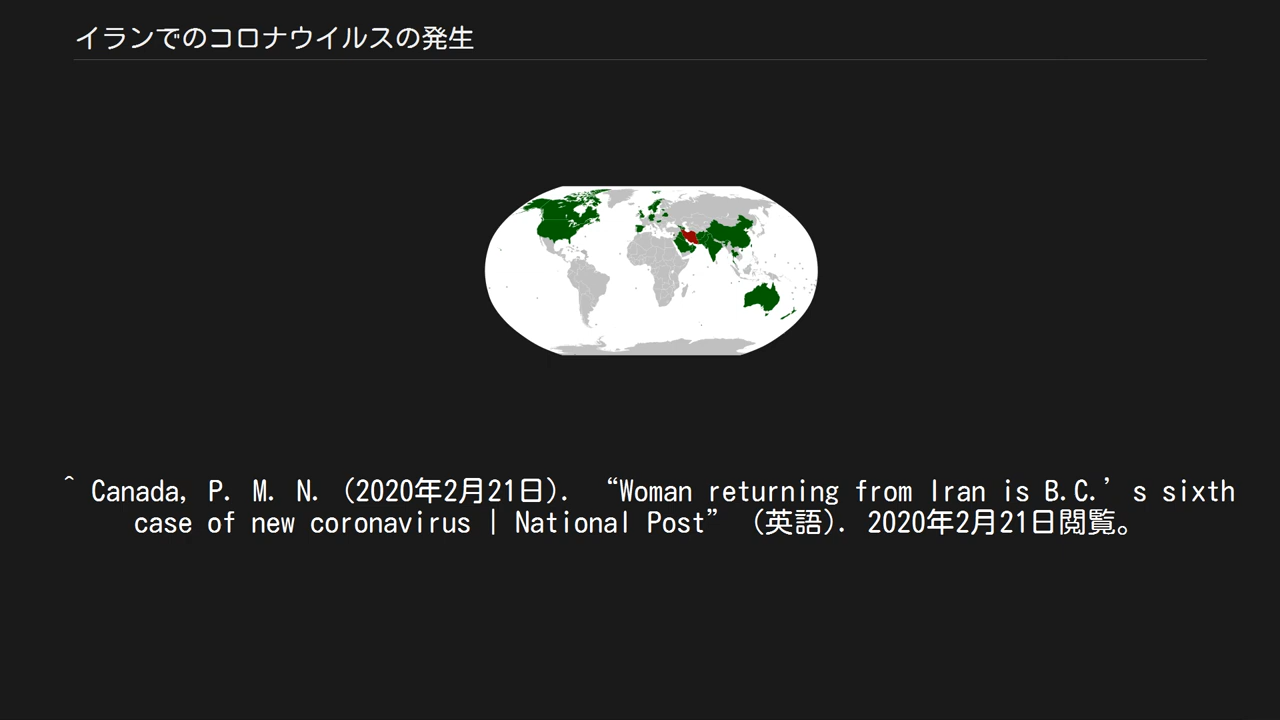 イランでのコロナウイルスの発生
^ Canada, P. M. N. (2020年2月21日). “Woman returning from Iran is B.C.’s sixth
case of new coronavirus | National Post” (英語). 2020年2月21日閲覧。